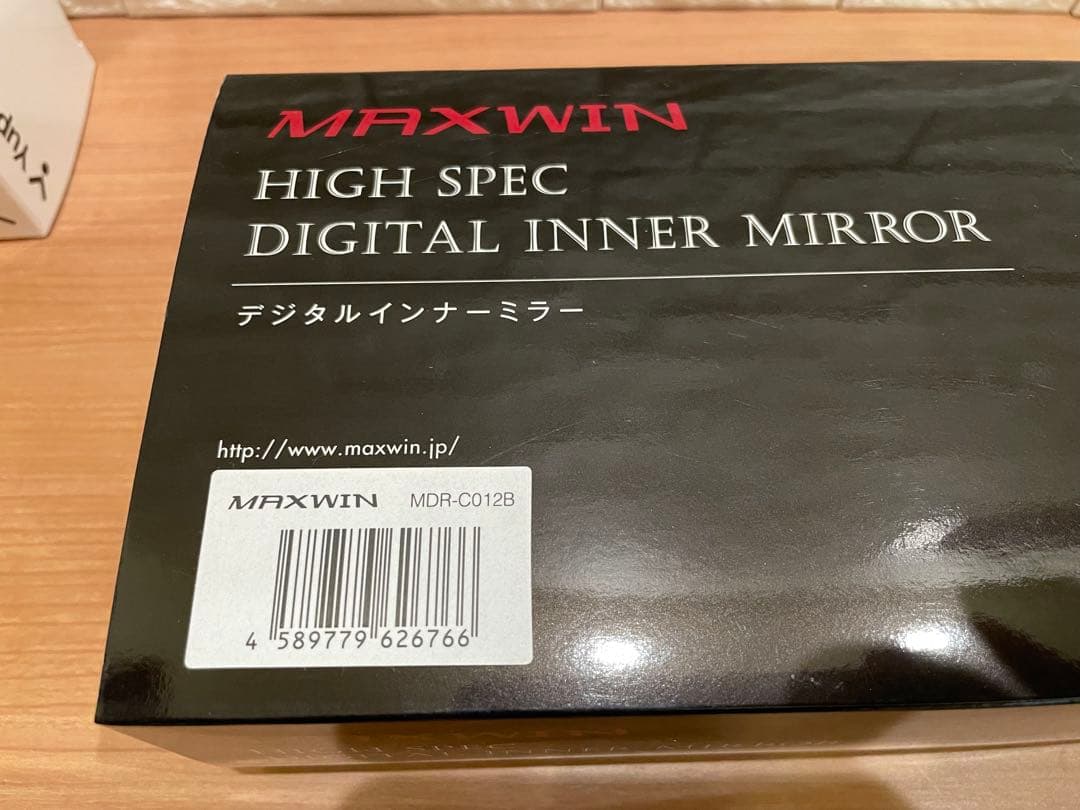 MAXWIN
HIGH SPEC
DIGITAL INNER MIRROR
デジタルインナーミラー
http://www.maxwin.jp/
MAXWIN MDR-C012B
4 589779 626766